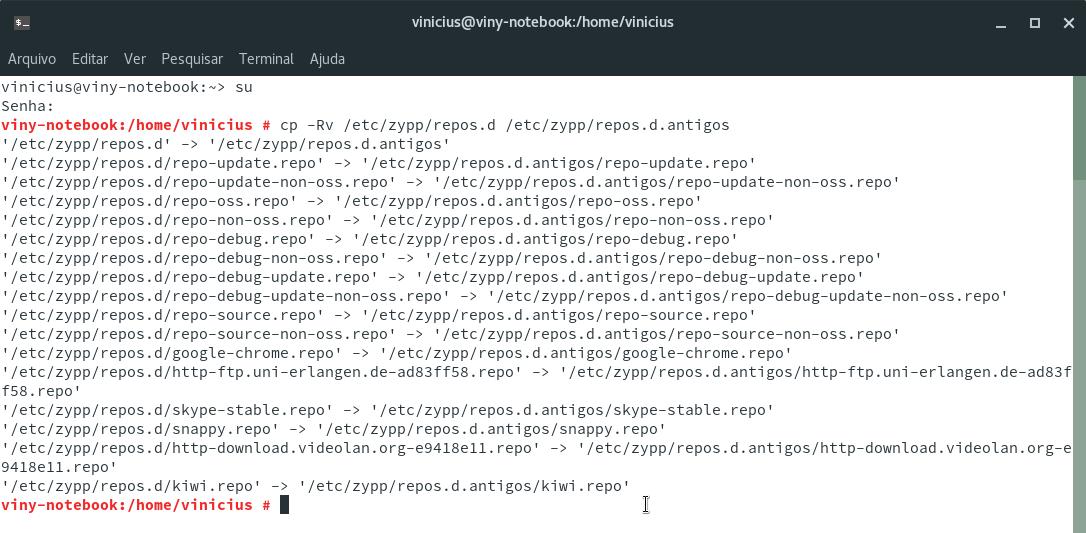 vinicius@viny-notebook:/home/vinicius
Arquivo Editar Ver Pesquisar Terminal Ajuda
vinicius@viny-notebook:~> su
Senha:
viny-notebook:/home/vinicius # cp -Rv /etc/zypp/repos.d /etc/zypp/repos.d.antigos
'/etc/zypp/repos.d' -> '/etc/zypp/repos.d.antigos'
'/etc/zypp/repos.d/repo-update.repo' -> '/etc/zypp/repos.d.antigos/repo-update.repo'
'/etc/zypp/repos.d/repo-update-non-oss.repo' -> '/etc/zypp/repos.d.antigos/repo-update-non-oss.repo'
'/etc/zypp/repos.d/repo-oss.repo' -> '/etc/zypp/repos.d.antigos/repo-oss.repo'
'/etc/zypp/repos.d/repo-non-oss.repo' -> '/etc/zypp/repos.d.antigos/repo-non-oss.repo'
'/etc/zypp/repos.d/repo-debug.repo' -> '/etc/zypp/repos.d.antigos/repo-debug.repo'
'/etc/zypp/repos.d/repo-debug-non-oss.repo' -> '/etc/zypp/repos.d.antigos/repo-debug-non-oss.repo'
'/etc/zypp/repos.d/repo-debug-update.repo' -> '/etc/zypp/repos.d.antigos/repo-debug-update.repo'
'/etc/zypp/repos.d/repo-debug-update-non-oss.repo' -> '/etc/zypp/repos.d.antigos/repo-debug-update-non-oss.repo'
'/etc/zypp/repos.d/repo-source.repo' -> '/etc/zypp/repos.d.antigos/repo-source.repo'
'/etc/zypp/repos.d/repo-source-non-oss.repo' -> '/etc/zypp/repos.d.antigos/repo-source-non-oss.repo'
'/etc/zypp/repos.d/google-chrome.repo' -> '/etc/zypp/repos.d.antigos/google-chrome.repo'
'/etc/zypp/repos.d/http-ftp.uni-erlangen.de-ad83ff58.repo' -> '/etc/zypp/repos.d.antigos/http-ftp.uni-erlangen.de-ad83f
f58.repo'
'/etc/zypp/repos.d/skype-stable.repo' -> '/etc/zypp/repos.d.antigos/skype-stable.repo'
'/etc/zypp/repos.d/snappy.repo' -> '/etc/zypp/repos.d.antigos/snappy.repo'
'/etc/zypp/repos.d/http-download.videolan.org-e9418e11.repo' -> '/etc/zypp/repos.d.antigos/http-download.videolan.org-e
9418e11.repo'
'/etc/zypp/repos.d/kiwi.repo' -> '/etc/zypp/repos.d.antigos/kiwi.repo'
viny-notebook:/home/vinicius #